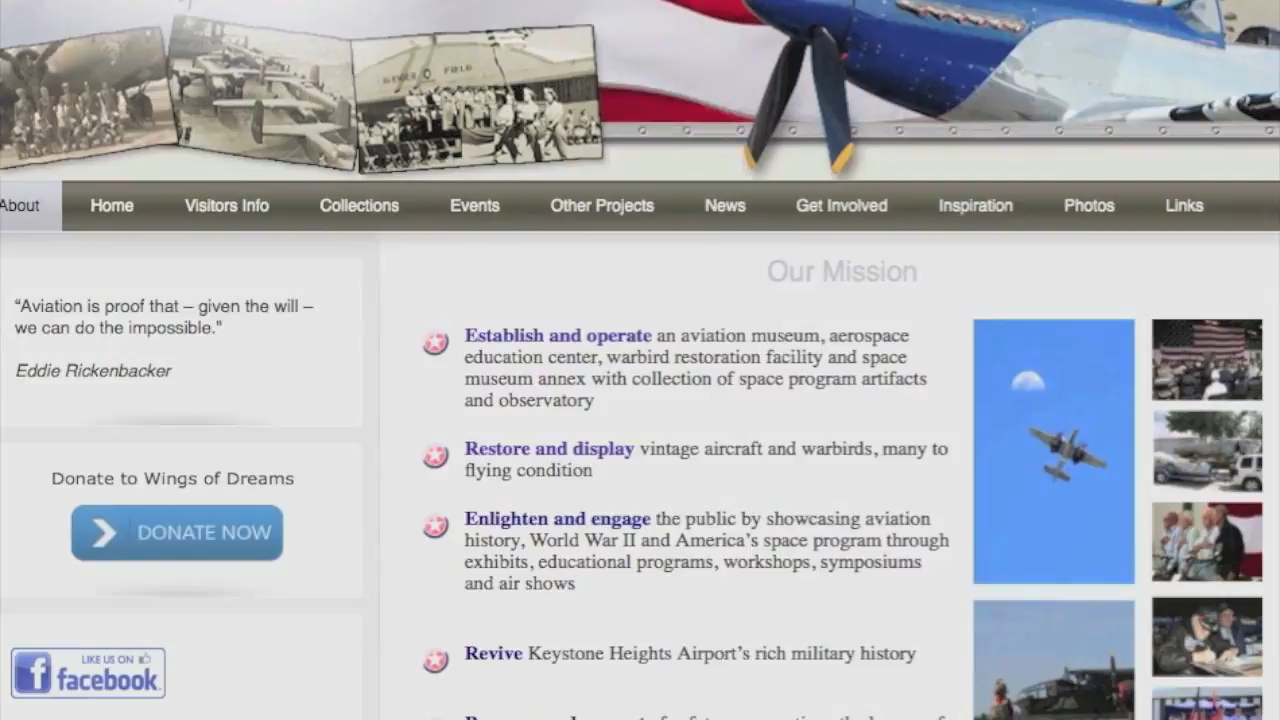 FIELD
About
Home
Visitors Info
Collections
Events
Other Projects
News
Get Involved
Inspiration
Photos
Links
Our Mission
“Aviation is proof that – given the will –
we can do the impossible.”
Eddie Rickenbacker
Donate to Wings of Dreams
DONATE NOW
LIKE US ON
facebook.
Establish and operate an aviation museum, aerospace
education center, warbird restoration facility and space
museum annex with collection of space program artifacts
and observatory
Restore and display vintage aircraft and warbirds, many to
flying condition
Enlighten and engage the public by showcasing aviation
history, World War II and America’s space program through
exhibits, educational programs, workshops, symposiums
and air shows
Revive Keystone Heights Airport’s rich military history